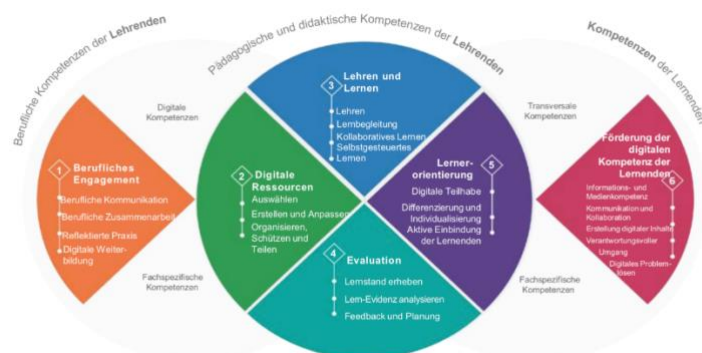 Berufliche Kompetenzen der Lehrenden
Pädagogische und didaktische Kompetenzen der Lehrenden
Kompetenzen der Lernenden
Digitale
Kompetenzen
Transversale
Kompetenzen
1
Berufliches
Engagement
Berufliche Kommunikation
Berufliche Zusammenarbeit
Reflektierte Praxis
Digitale Weiter-
bildung
Fachspezifische
Kompetenzen
2
Digitale
Ressourcen
Auswählen
Erstellen und Anpassen
Organisieren,
Schützen und
Teilen
3
Lehren und
Lernen
Lehren
Lernbegleitung
Kollaboratives Lernen
Selbstgesteuertes
Lernen
4
Evaluation
Lernstand erheben
Lern-Evidenz analysieren
Feedback und Planung
5
Lerner-
orientierung
Digitale Teilhabe
Differenzierung und
Individualisierung
Aktive Einbindung
der Lernenden
Fachspezifische
Kompetenzen
Förderung der
digitalen
Kompetenz der
Lernenden
6
Informations- und
Medienkompetenz
Kommunikation und
Kollaboration
Erstellung digitaler Inhalte
Verantwortungsvoller
Umgang
Digitales Problem-
lösen